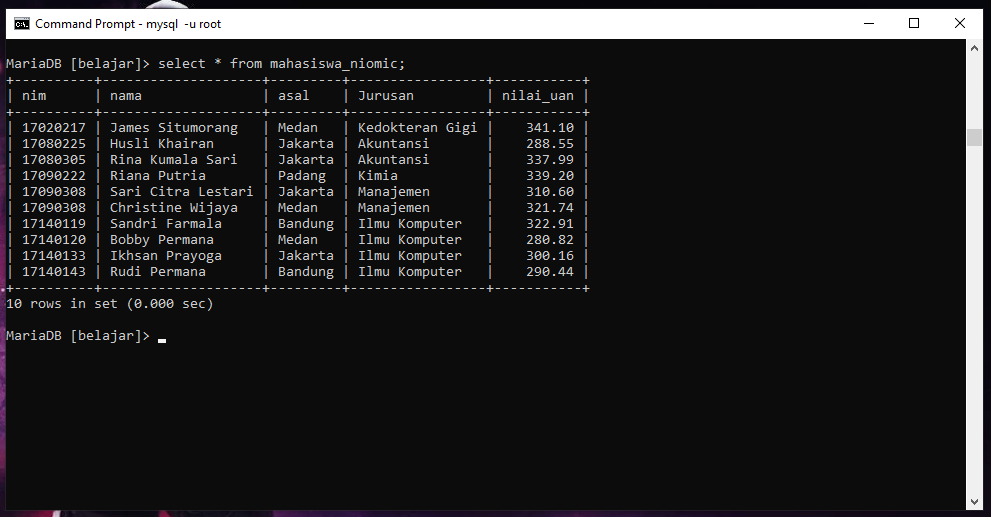 Command Prompt - mysql  -u root
MariaDB [belajar]> select * from mahasiswa_niomic;
+----------+--------------------+---------+-----------------+-----------+
| nim      | nama               | asal    | Jurusan         | nilai_uan |
+----------+--------------------+---------+-----------------+-----------+
| 17020217 | James Situmorang   | Medan   | Kedokteran Gigi |    341.10 |
| 17080225 | Husli Khairan      | Jakarta | Akuntansi       |    288.55 |
| 17080305 | Rina Kumala Sari   | Jakarta | Akuntansi       |    337.99 |
| 17090222 | Riana Putria       | Padang  | Kimia           |    339.20 |
| 17090308 | Sari Citra Lestari | Jakarta | Manajemen       |    310.60 |
| 17090308 | Christine Wijaya   | Medan   | Manajemen       |    321.74 |
| 17140119 | Sandri Farmala     | Bandung | Ilmu Komputer   |    322.91 |
| 17140120 | Bobby Permana      | Medan   | Ilmu Komputer   |    280.82 |
| 17140133 | Ikhsan Prayoga     | Jakarta | Ilmu Komputer   |    300.16 |
| 17140143 | Rudi Permana       | Bandung | Ilmu Komputer   |    290.44 |
+----------+--------------------+---------+-----------------+-----------+
10 rows in set (0.000 sec)
MariaDB [belajar]>